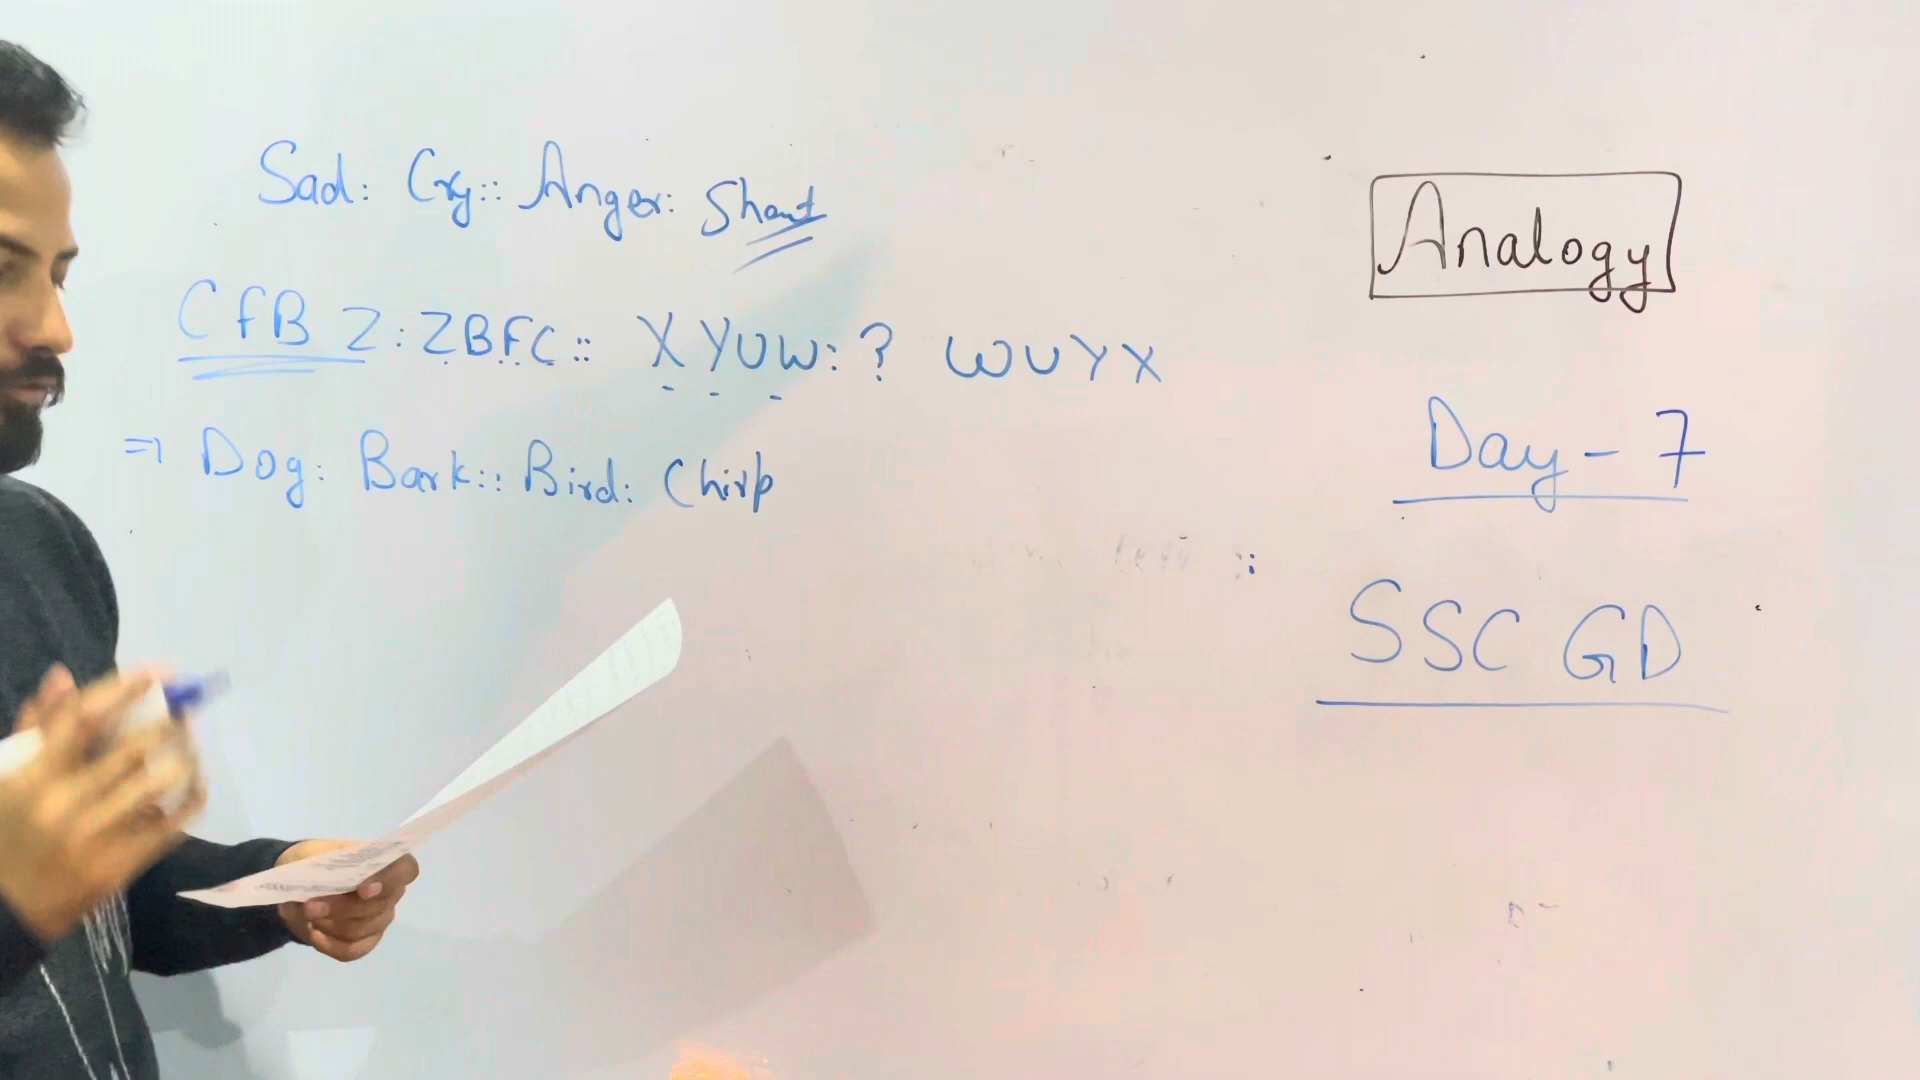 Sad: Cry:: Anger: Shout
CFBZ: ZBFC:: XYUW: ? WUYX
⇒ Dog: Bark:: Bird: Chirp
Analogy
Day - 7
SSC GD